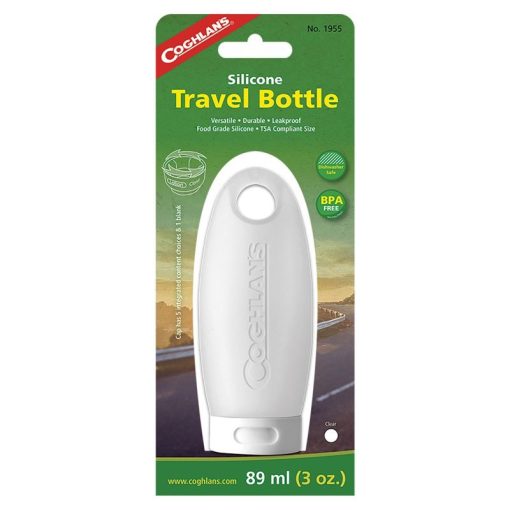 COGHLAN'S
No. 1955
Silicone
Travel Bottle
Versatile • Durable • Leakproof
Food Grade Silicone • TSA Compliant Size
Dishwasher
Safe
BPA
FREE
Cap has 5 integrated content choices & 1 blank
COGHLAN'S
Clear
www.coghlans.com
89 ml (3 oz.)